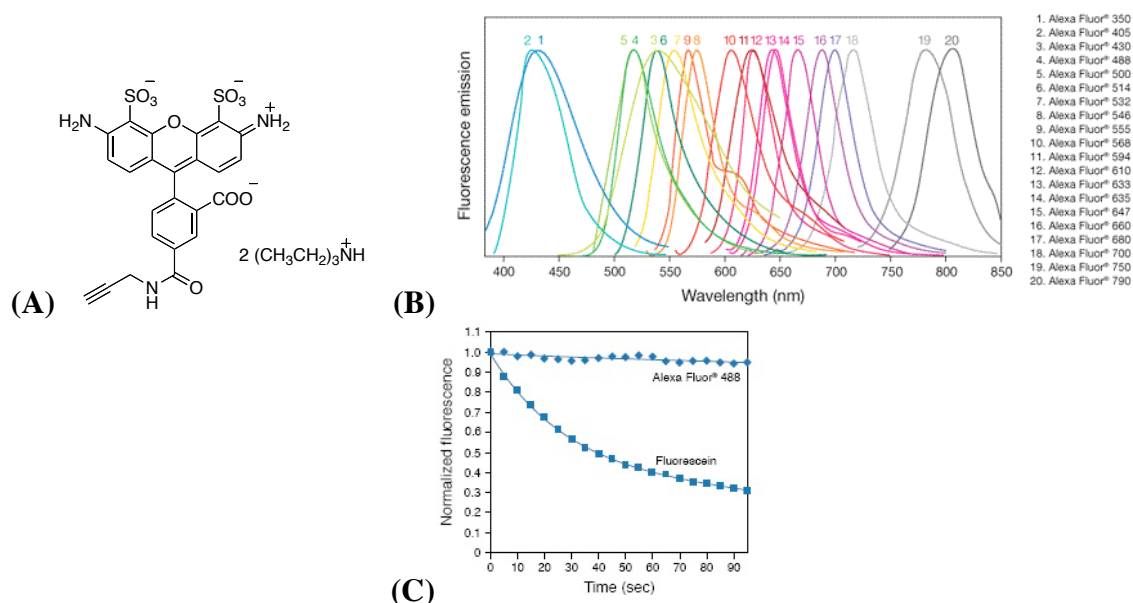 (A)
SO₃⁻
SO₃⁻
H₂N
O
NH₂⁺
COO⁻
2 (CH₃CH₂)₃NH⁺
N
H
O
(B)
Fluorescence emission
2 1 5 4 3 6 7 9 8 10 11 12 13 14 15 16 17 18 19 20
400 450 500 550 600 650 700 750 800 850
Wavelength (nm)
1. Alexa Fluor® 350
2. Alexa Fluor® 405
3. Alexa Fluor® 430
4. Alexa Fluor® 488
5. Alexa Fluor® 500
6. Alexa Fluor® 514
7. Alexa Fluor® 532
8. Alexa Fluor® 546
9. Alexa Fluor® 555
10. Alexa Fluor® 568
11. Alexa Fluor® 594
12. Alexa Fluor® 610
13. Alexa Fluor® 633
14. Alexa Fluor® 635
15. Alexa Fluor® 647
16. Alexa Fluor® 660
17. Alexa Fluor® 680
18. Alexa Fluor® 700
19. Alexa Fluor® 750
20. Alexa Fluor® 790
(C)
Normalized fluorescence
1.1
1.0
0.9
0.8
0.7
0.6
0.5
0.4
0.3
0.2
0.1
0
Alexa Fluor® 488
Fluorescein
0 10 20 30 40 50 60 70 80 90
Time (sec)